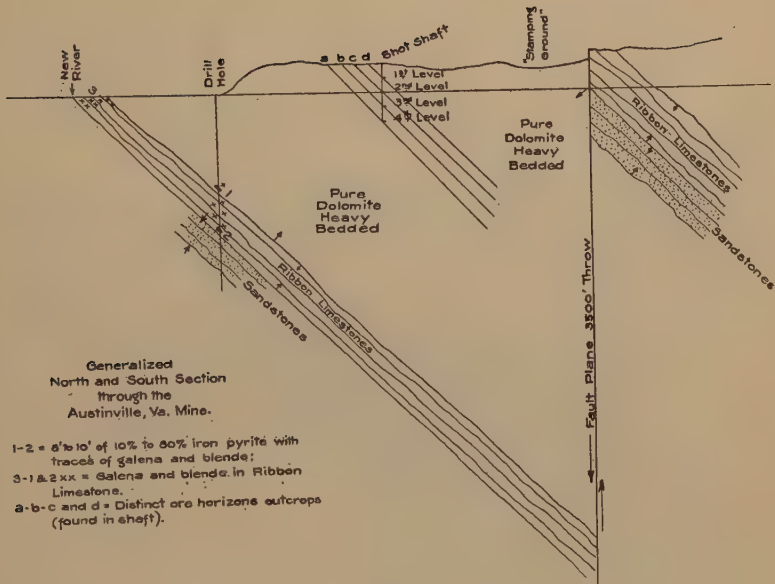 New
River
Drill
Hole
a b c d
Shot Shaft
"Stamping
Ground"
1st Level
2nd Level
3rd Level
4th Level
Pure
Dolomite
Heavy
Bedded
Pure
Dolomite
Heavy
Bedded
Ribbon Limestones
Sandstones
Ribbon Limestones
Sandstones
Fault Plane 3500' Throw
Generalized
North and South Section
through the
Austinville, Va. Mine.
1-2 = to 10' of 10% to 80% iron pyrite with
traces of galena and blende:
3-1 & 2xx = Galena and blende in Ribbon
Limestone.
a-b-c and d = Distinct ore horizons outcrops
(found in shaft).